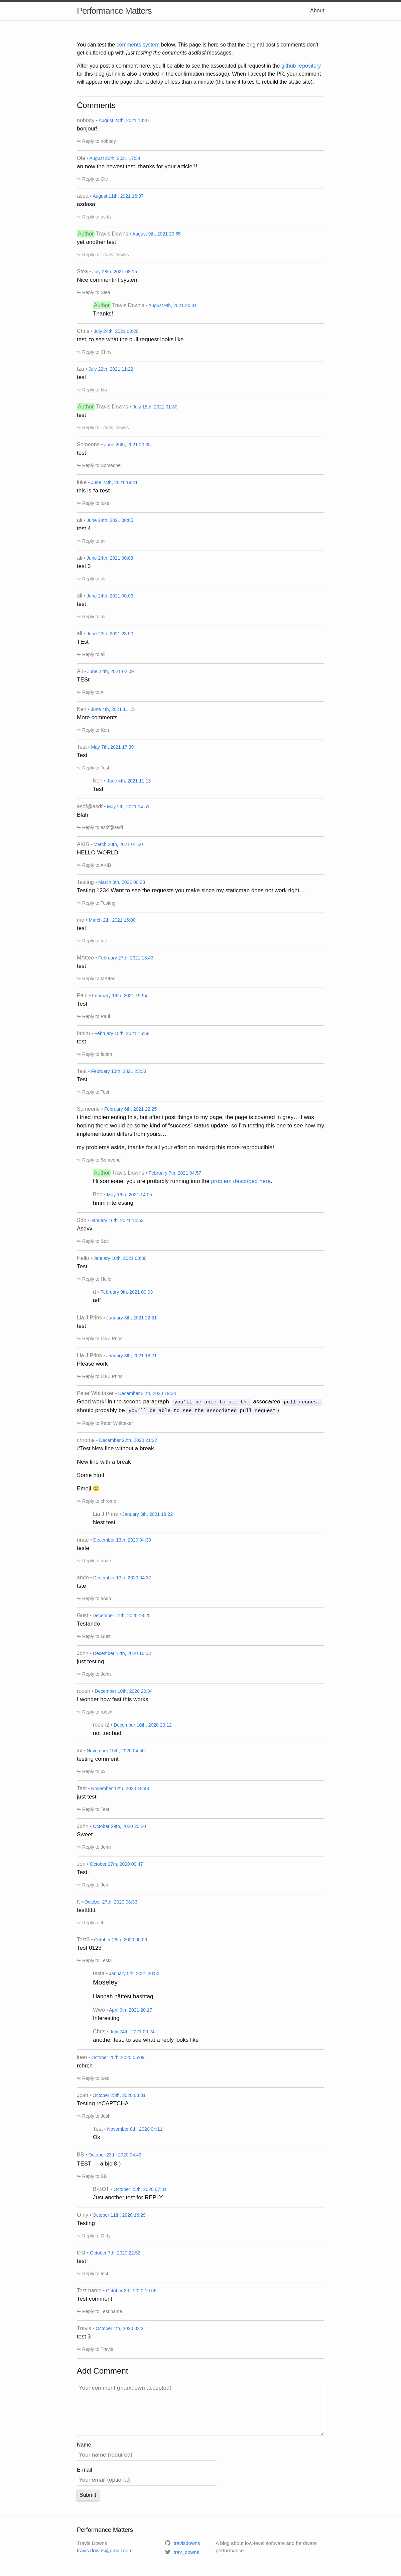 Performance Matters
About
You can test the comments system below. This page is here so that the original post's comments don't
get cluttered up with just testing the comments asdfasf messages.
After you post a comment here, you'll be able to see the assocaited pull request in the github repository
for this blog (a link is also provided in the confirmation message). When I accept the PR, your comment
will appear on the page after a delay of less than a minute (the time it takes to rebuild the static site).
Comments
nobody • August 24th, 2021 13:37
bonjour!
↪ Reply to nobody
Ole • August 23th, 2021 17:34
an now the newest test, thanks for your article !!
↪ Reply to Ole
asda • August 11th, 2021 16:37
asdasa
↪ Reply to asda
Author Travis Downs • August 9th, 2021 20:55
yet another test
↪ Reply to Travis Downs
Stea • July 28th, 2021 08:15
Nice commentinf system
↪ Reply to Stea
Author Travis Downs • August 9th, 2021 20:31
Thanks!
Chris • July 24th, 2021 00:20
test, to see what the pull request looks like
↪ Reply to Chris
Iza • July 22th, 2021 11:22
test
↪ Reply to Iza
Author Travis Downs • July 18th, 2021 01:30
test
↪ Reply to Travis Downs
Someone • June 26th, 2021 20:35
test
↪ Reply to Someone
luke • June 24th, 2021 19:41
this is *a test
↪ Reply to luke
ali • June 24th, 2021 00:05
test 4
↪ Reply to ali
ali • June 24th, 2021 00:03
test 3
↪ Reply to ali
ali • June 24th, 2021 00:03
test
↪ Reply to ali
ali • June 23th, 2021 23:50
TEst
↪ Reply to ali
Ali • June 22th, 2021 02:09
TESt
↪ Reply to Ali
Ken • June 4th, 2021 11:15
More comments
↪ Reply to Ken
Test • May 7th, 2021 17:39
Test
↪ Reply to Test
Ken • June 4th, 2021 11:13
Test
asdf@asdf • May 2th, 2021 14:51
Blah
↪ Reply to asdf@asdf
AKIB • March 20th, 2021 01:50
HELLO WORLD
↪ Reply to AKIB
Testing • March 9th, 2021 00:23
Testing 1234 Want to see the requests you make since my staticman does not work right…
↪ Reply to Testing
me • March 2th, 2021 16:00
test
↪ Reply to me
MAtteo • February 27th, 2021 13:43
test
↪ Reply to MAtteo
Paul • February 19th, 2021 19:54
Test
↪ Reply to Paul
fahim • February 15th, 2021 16:58
test
↪ Reply to fahim
Test • February 13th, 2021 23:33
Test
↪ Reply to Test
Someone • February 6th, 2021 22:25
i tried implementing this, but after i post things to my page, the page is covered in grey… I was
hoping there would be some kind of "success" status update, so i'm testing this one to see how my
implementation differs from yours…
my problems aside, thanks for all your effort on making this more reproducible!
↪ Reply to Someone
Author Travis Downs • February 7th, 2021 04:57
Hi someone, you are probably running into the problem described here.
Bob • May 16th, 2021 14:05
hmm interesting
Sdc • January 16th, 2021 14:53
Asdvv
↪ Reply to Sdc
Hello • January 10th, 2021 00:30
Test
↪ Reply to Hello
d • February 9th, 2021 00:03
adf
Lia J Prins • January 3th, 2021 22:31
test
↪ Reply to Lia J Prins
Lia J Prins • January 3th, 2021 18:21
Please work
↪ Reply to Lia J Prins
Peter Whittaker • December 31th, 2020 19:34
Good work! In the second paragraph, you'll be able to see the associated pull request
should probably be you'll be able to see the associated pull request /
↪ Reply to Peter Whittaker
chrome • December 22th, 2020 21:22
#Test New line without a break.
New line with a break
Some html
Emoji 🙂
↪ Reply to chrome
Lia J Prins • January 3th, 2021 18:22
Nest test
nnae • December 13th, 2020 04:39
teste
↪ Reply to nnae
ando • December 13th, 2020 04:37
tste
↪ Reply to ando
Gust • December 12th, 2020 18:25
Testando
↪ Reply to Gust
John • December 12th, 2020 16:53
just testing
↪ Reply to John
roosh • December 10th, 2020 20:04
I wonder how fast this works
↪ Reply to roosh
roosh2 • December 10th, 2020 20:12
not too bad
xx • November 15th, 2020 04:50
testing comment
↪ Reply to xx
Test • November 12th, 2020 18:43
just test
↪ Reply to Test
John • October 29th, 2020 20:20
Sweet
↪ Reply to John
Jon • October 27th, 2020 09:47
Test.
↪ Reply to Jon
tt • October 27th, 2020 08:33
testttttttt
↪ Reply to tt
Test3 • October 26th, 2020 00:09
Test 0123
↪ Reply to Test3
testa • January 5th, 2021 20:52
Moseley
Hannah hättest hashtag
Wwo • April 9th, 2021 20:17
Interesting
Chris • July 24th, 2021 00:24
another test, to see what a reply looks like
iueo • October 25th, 2020 05:09
rchrch
↪ Reply to iueo
Josh • October 25th, 2020 03:31
Testing reCAPTCHA
↪ Reply to Josh
Test • November 8th, 2020 04:11
Ok
BB • October 23th, 2020 04:43
TEST — a|b|c 8-)
↪ Reply to BB
B-BOT • October 23th, 2020 07:31
Just another test for REPLY
O rly • October 11th, 2020 16:29
Testing
↪ Reply to O rly
test • October 7th, 2020 22:52
test
↪ Reply to test
Test name • October 3th, 2020 16:56
Test comment
↪ Reply to Test name
Travis • October 1th, 2020 02:21
test 3
↪ Reply to Travis
Add Comment
Your comment (markdown accepted)
Name
Your name (required)
E-mail
Your email (optional)
Submit
Performance Matters
Travis Downs
travis.downs@gmail.com
travisdowns
trav_downs
A blog about low-level software and hardware
performance.